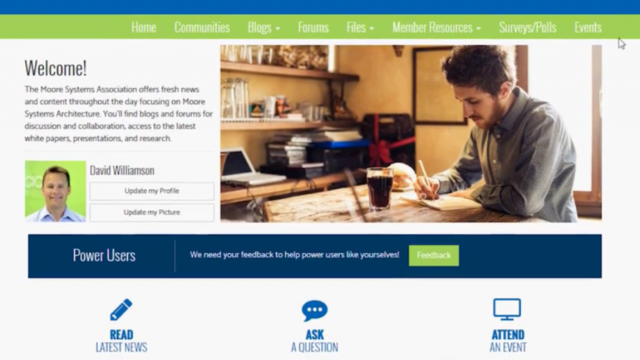 Home Communities Blogs Forums Files Member Resources Surveys/Polls Events
Welcome!
The Moore Systems Association offers fresh news
and content throughout the day focusing on Moore
Systems Architecture. You'll find blogs and forums for
discussion and collaboration, access to the latest
white papers, presentations, and research.
David Williamson
Update my Profile
Update my Picture
Power Users
We need your feedback to help power users like yourselves!
Feedback
READ
LATEST NEWS
ASK
A QUESTION
ATTEND
AN EVENT